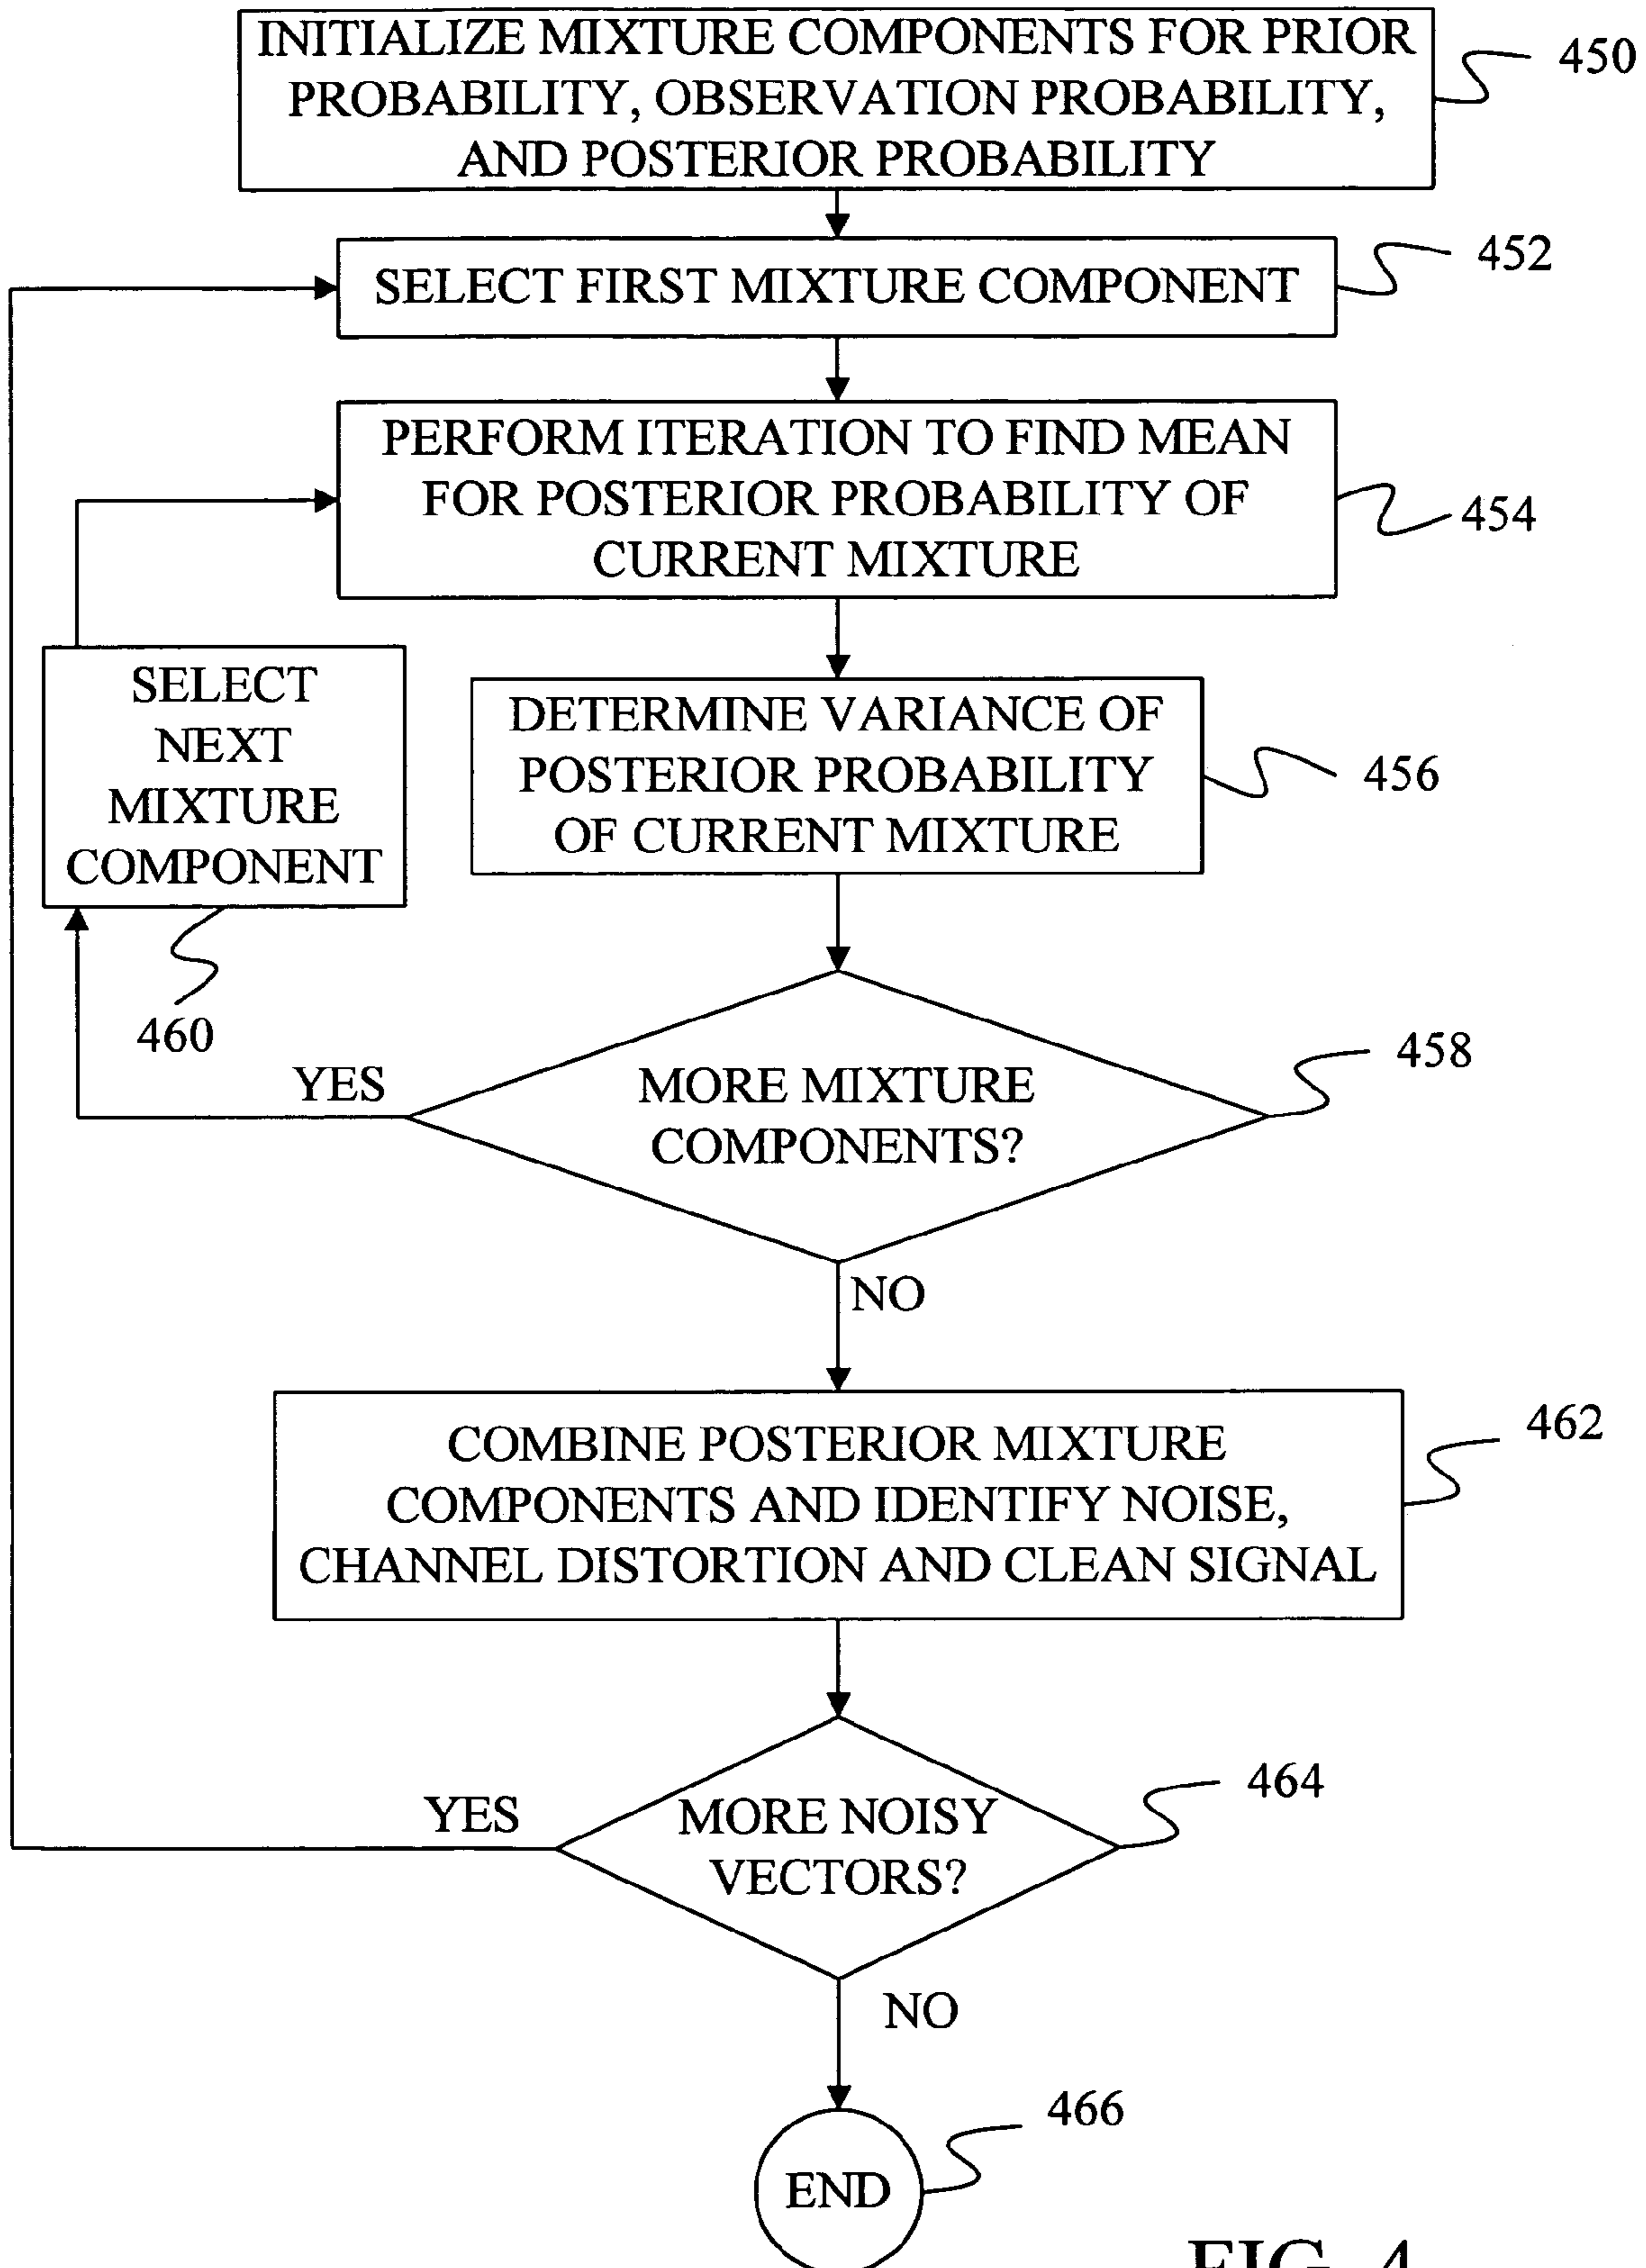 INITIALIZE MIXTURE COMPONENTS FOR PRIOR
PROBABILITY, OBSERVATION PROBABILITY,
AND POSTERIOR PROBABILITY
450
SELECT FIRST MIXTURE COMPONENT
452
PERFORM ITERATION TO FIND MEAN
FOR POSTERIOR PROBABILITY OF
CURRENT MIXTURE
454
SELECT
NEXT
MIXTURE
COMPONENT
460
DETERMINE VARIANCE OF
POSTERIOR PROBABILITY
OF CURRENT MIXTURE
456
YES
MORE MIXTURE
COMPONENTS?
458
NO
COMBINE POSTERIOR MIXTURE
COMPONENTS AND IDENTIFY NOISE,
CHANNEL DISTORTION AND CLEAN SIGNAL
462
YES
MORE NOISY
VECTORS?
464
NO
END
466
FIG. 4